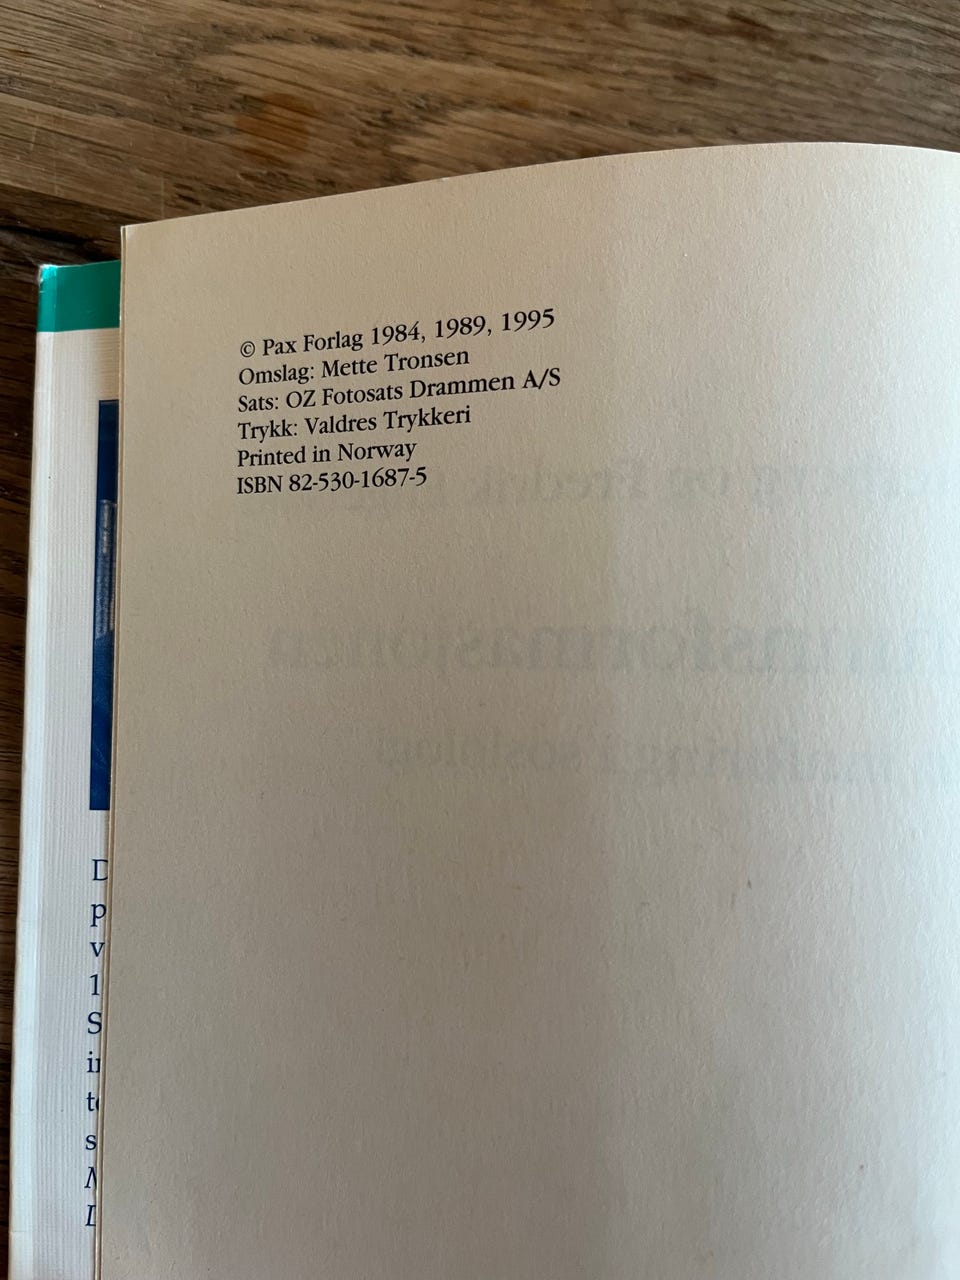 © Pax Forlag 1984, 1989, 1995
Omslag: Mette Tronsen
Sats: OZ Fotosats Drammen A/S
Trykk: Valdres Trykkeri
Printed in Norway
ISBN 82-530-1687-5